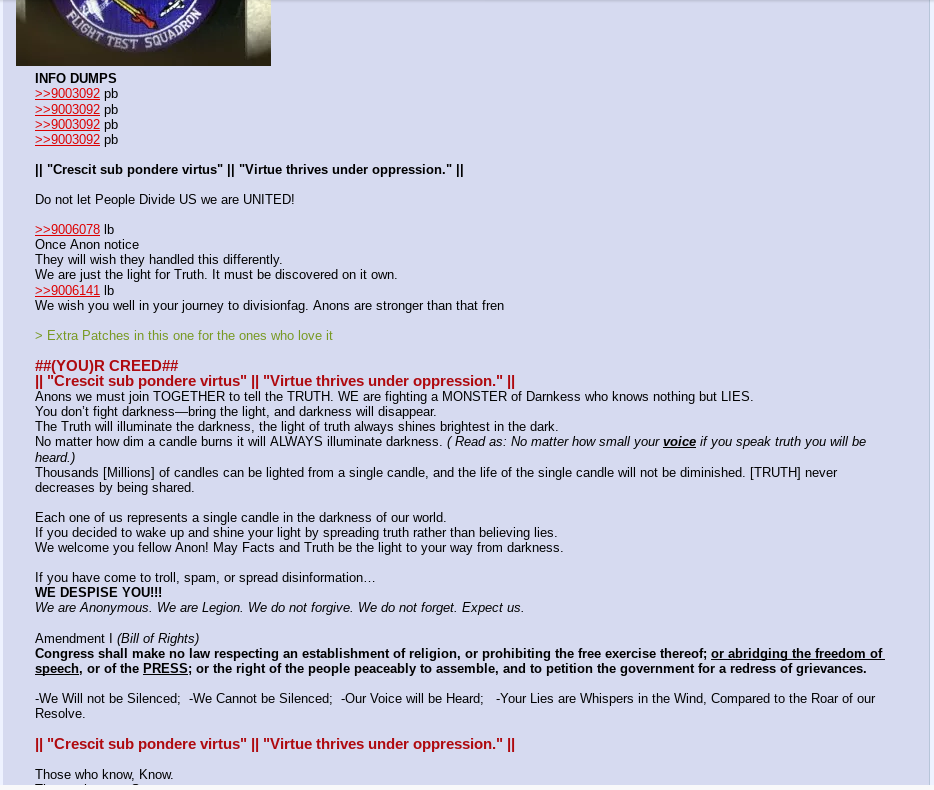 FLIGHT TEST SQUADRON
INFO DUMPS
>>9003092 pb
>>9003092 pb
>>9003092 pb
>>9003092 pb
|| "Crescit sub pondere virtus" || "Virtue thrives under oppression." ||
Do not let People Divide US we are UNITED!
>>9006078 lb
Once Anon notice
They will wish they handled this differently.
We are just the light for Truth. It must be discovered on it own.
>>9006141 lb
We wish you well in your journey to divisionfag. Anons are stronger than that fren
> Extra Patches in this one for the ones who love it
##(YOU)R CREED##
|| "Crescit sub pondere virtus" || "Virtue thrives under oppression." ||
Anons we must join TOGETHER to tell the TRUTH. WE are fighting a MONSTER of Darnkess who knows nothing but LIES.
You don’t fight darkness—bring the light, and darkness will disappear.
The Truth will illuminate the darkness, the light of truth always shines brightest in the dark.
No matter how dim a candle burns it will ALWAYS illuminate darkness. ( Read as: No matter how small your voice if you speak truth you will be
heard.)
Thousands [Millions] of candles can be lighted from a single candle, and the life of the single candle will not be diminished. [TRUTH] never
decreases by being shared.
Each one of us represents a single candle in the darkness of our world.
If you decided to wake up and shine your light by spreading truth rather than believing lies.
We welcome you fellow Anon! May Facts and Truth be the light to your way from darkness.
If you have come to troll, spam, or spread disinformation…
WE DESPISE YOU!!!
We are Anonymous. We are Legion. We do not forgive. We do not forget. Expect us.
Amendment I (Bill of Rights)
Congress shall make no law respecting an establishment of religion, or prohibiting the free exercise thereof; or abridging the freedom of
speech, or of the PRESS; or the right of the people peaceably to assemble, and to petition the government for a redress of grievances.
-We Will not be Silenced;  -We Cannot be Silenced;  -Our Voice will be Heard;   -Your Lies are Whispers in the Wind, Compared to the Roar of our
Resolve.
|| "Crescit sub pondere virtus" || "Virtue thrives under oppression." ||
Those who know, Know.